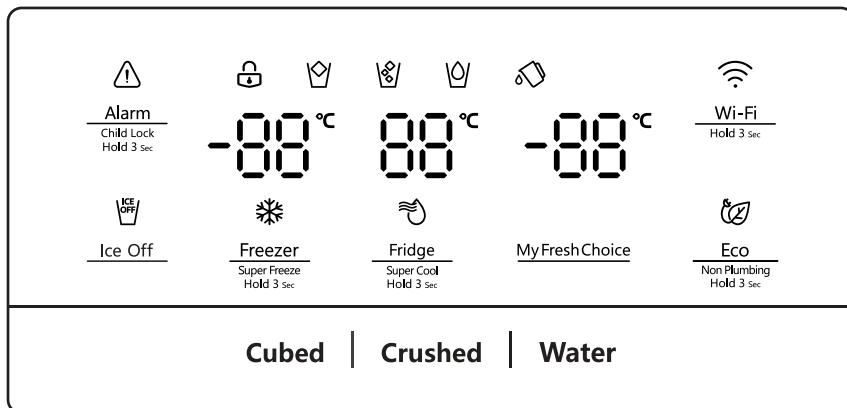 Alarm
Child Lock
Hold 3 Sec
-88 °C
88 °C
-88 °C
Wi-Fi
Hold 3 Sec
ICE
OFF
Ice Off
Freezer
Super Freeze
Hold 3 Sec
Fridge
Super Cool
Hold 3 Sec
My Fresh Choice
Eco
Non Plumbing
Hold 3 Sec
Cubed | Crushed | Water